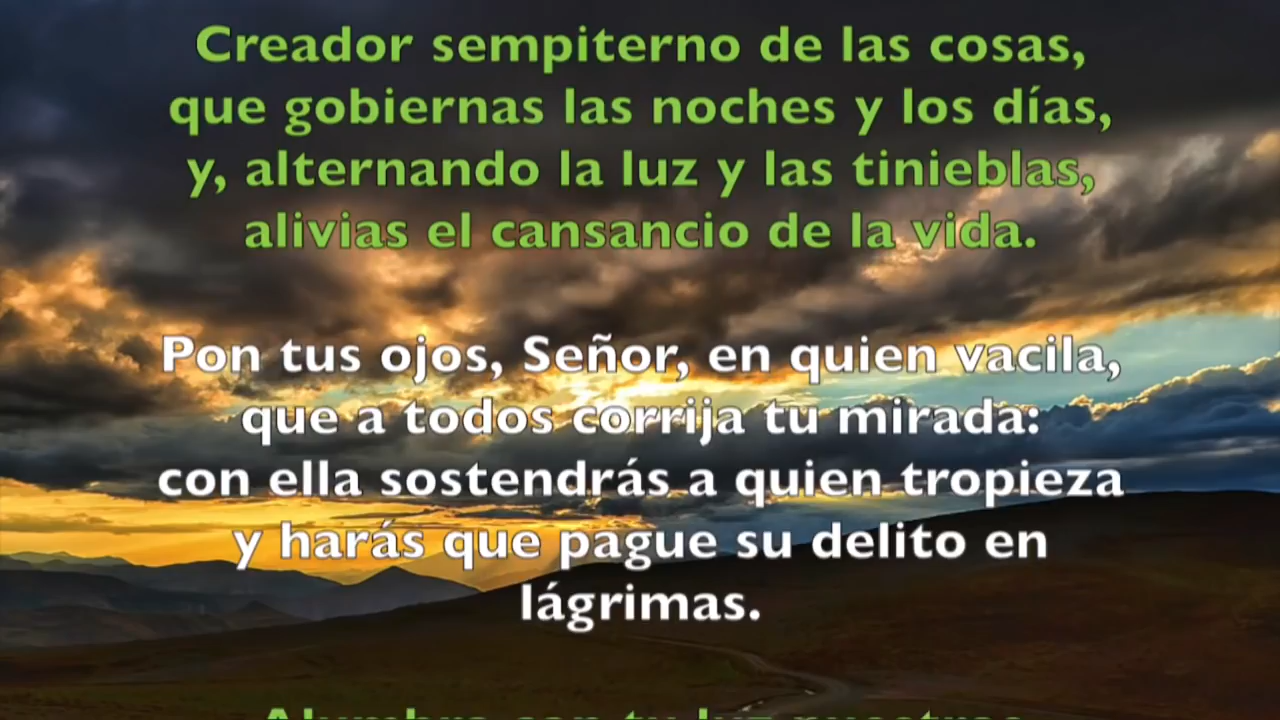 Creador sempiterno de las cosas,
que gobiernas las noches y los días,
y, alternando la luz y las tinieblas,
alivias el cansancio de la vida.
Pon tus ojos, Señor, en quien vacila,
que a todos corrija tu mirada:
con ella sostendrás a quien tropieza
y harás que pague su delito en
lágrimas.